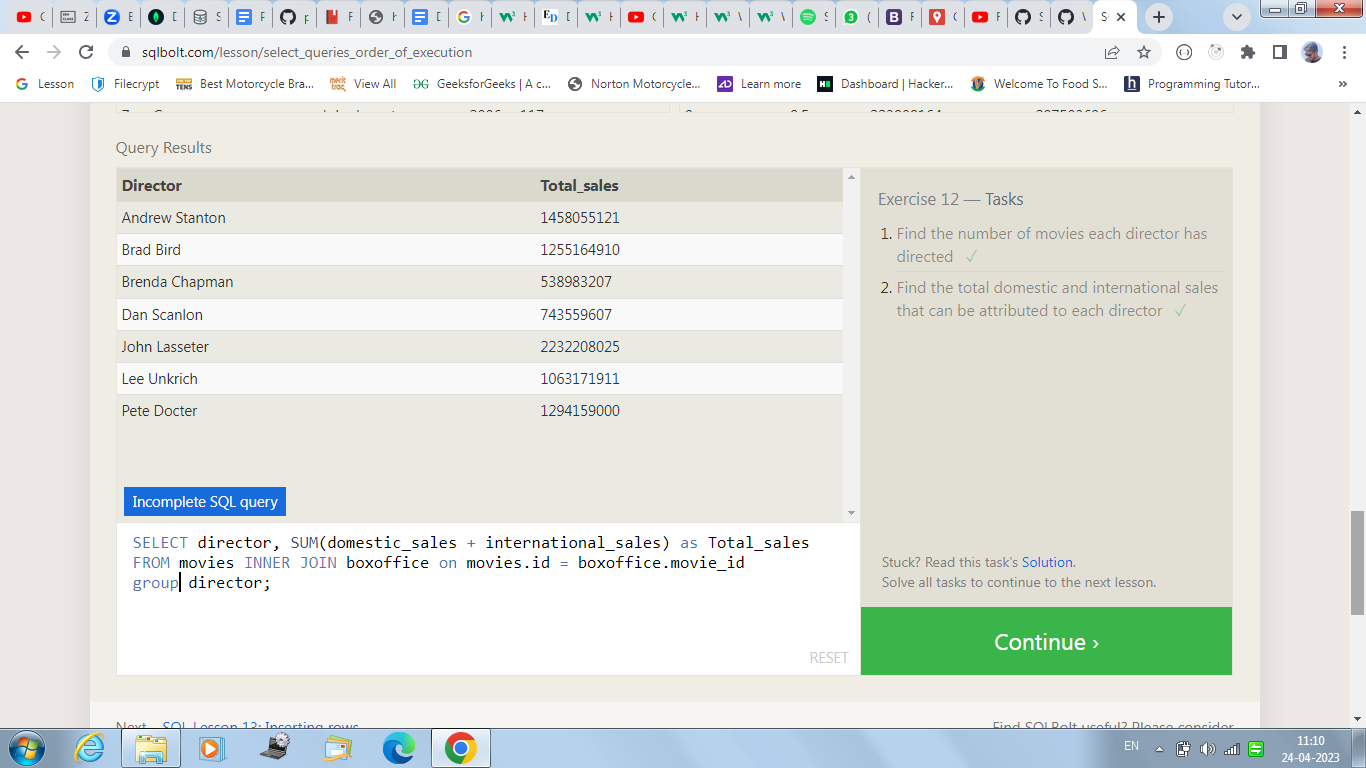 sqlbolt.com/lesson/select_queries_order_of_execution
Lesson Filecrypt Best Motorcycle Bra... View All GeeksforGeeks | A c... Norton Motorcycle... Learn more Dashboard | Hacker... Welcome To Food S... Programming Tutor... »
Query Results
Director Total_sales
Andrew Stanton 1458055121
Brad Bird 1255164910
Brenda Chapman 538983207
Dan Scanlon 743559607
John Lasseter 2232208025
Lee Unkrich 1063171911
Pete Docter 1294159000
Incomplete SQL query
SELECT director, SUM(domestic_sales + international_sales) as Total_sales
FROM movies INNER JOIN boxoffice on movies.id = boxoffice.movie_id
group director;
RESET
Exercise 12 — Tasks
1. Find the number of movies each director has
directed ✓
2. Find the total domestic and international sales
that can be attributed to each director ✓
Stuck? Read this task's Solution.
Solve all tasks to continue to the next lesson.
Continue ›
Next – SQL Lesson 13: Inserting rows
Find SQLBolt useful? Please consider
EN
11:10
24-04-2023